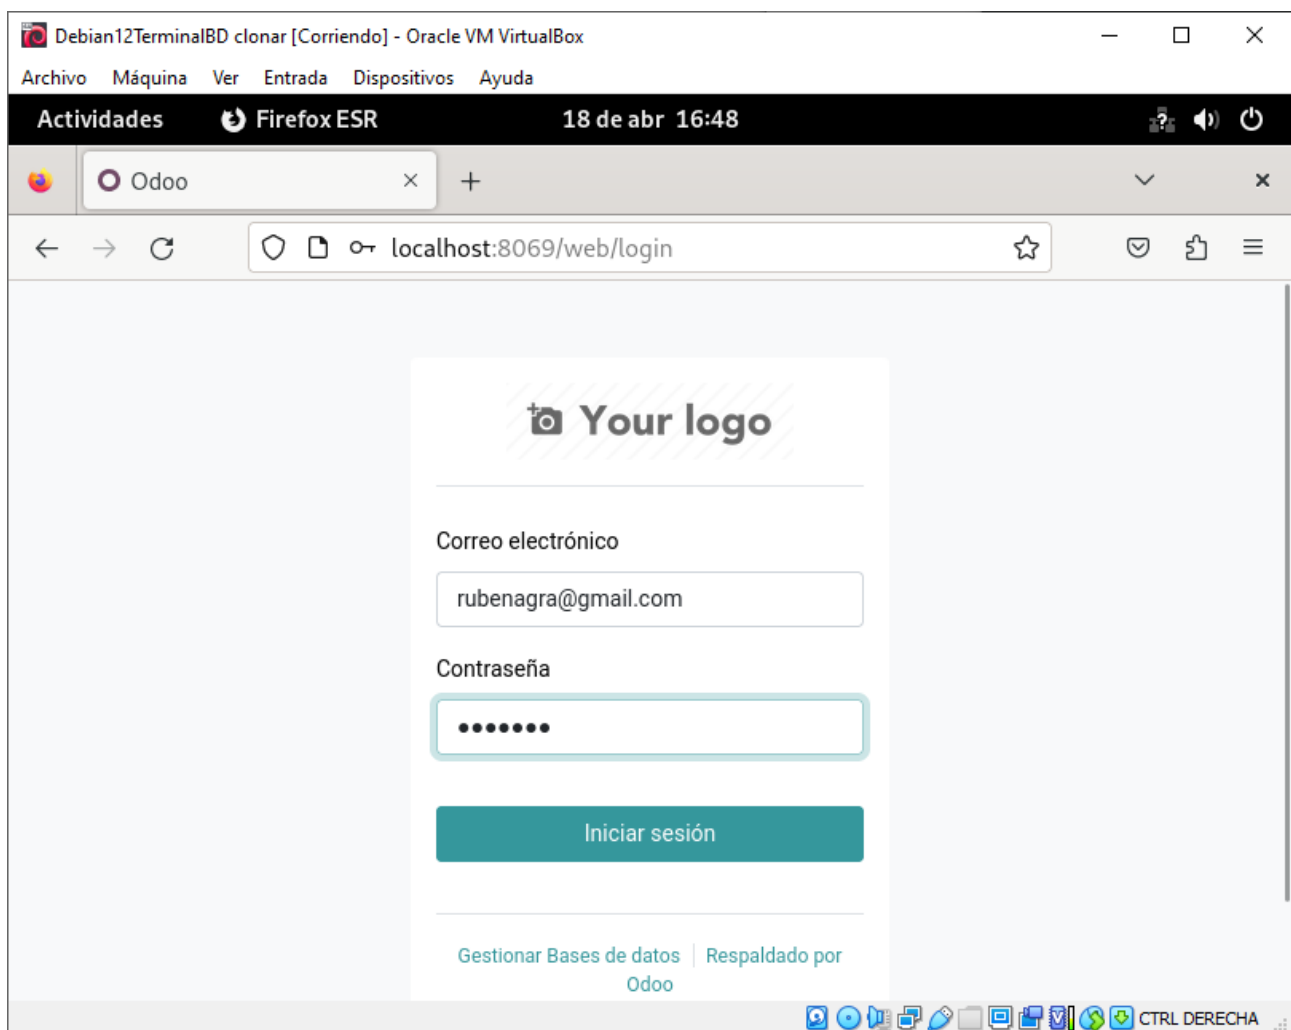 Debian12TerminalBD clonar [Corriendo] - Oracle VM VirtualBox
Archivo Máquina Ver Entrada Dispositivos Ayuda
Actividades Firefox ESR 18 de abr 16:48
Odoo
localhost:8069/web/login
Your logo
Correo electrónico
rubenagra@gmail.com
Contraseña
•••••••
Iniciar sesión
Gestionar Bases de datos Respaldado por
Odoo
CTRL DERECHA